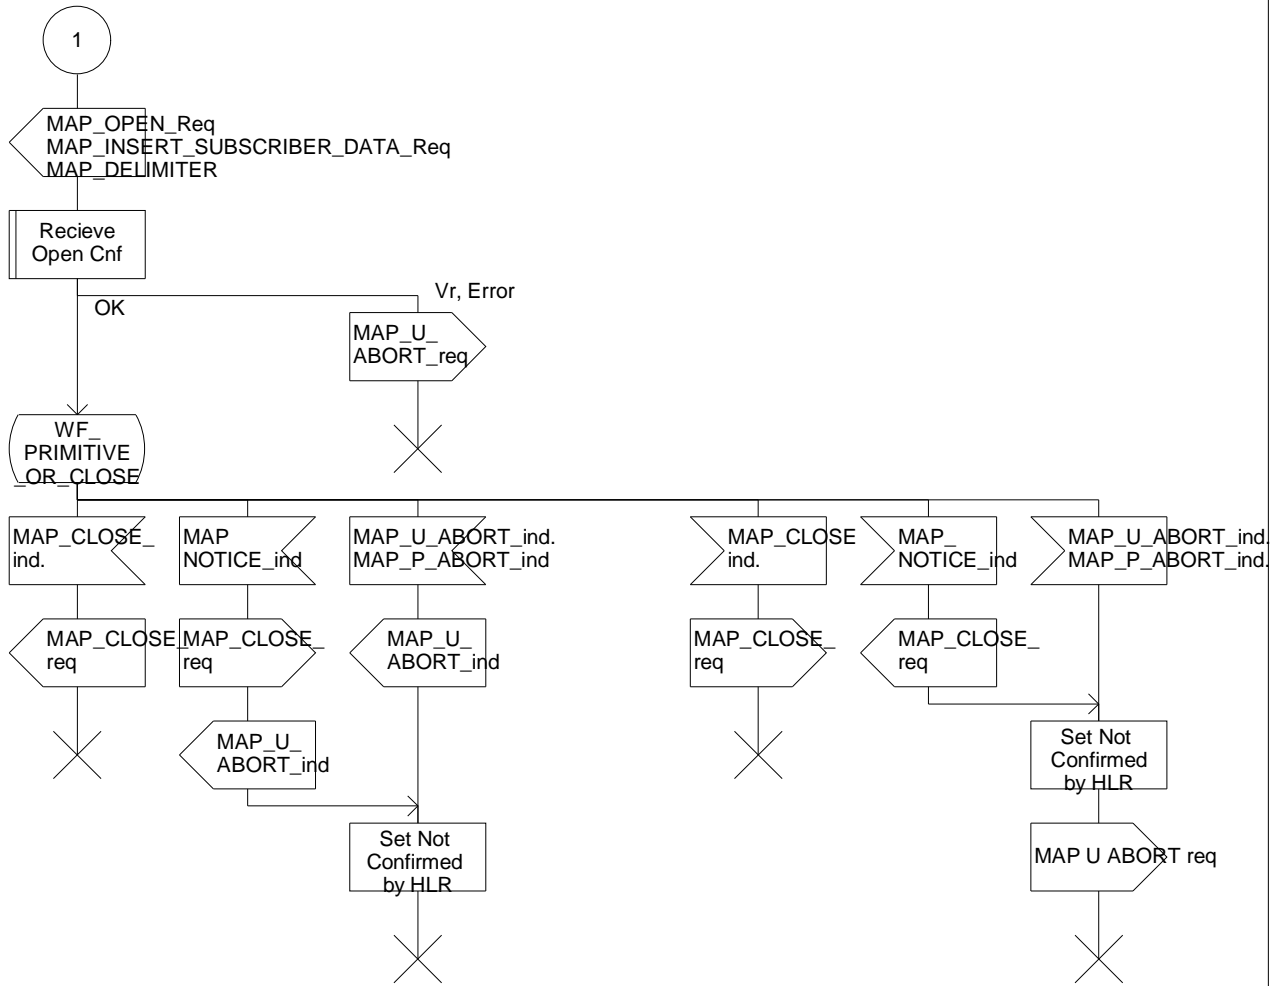 1
MAP_OPEN_Req
MAP_INSERT_SUBSCRIBER_DATA_Req
MAP_DELIMITER
Recieve
Open Cnf
OK
Vr, Error
MAP_U_
ABORT_req
WF_
PRIMITIVE
_OR_CLOSE
MAP_CLOSE_
ind.
MAP
NOTICE_ind
MAP_U_ABORT_ind.
MAP_P_ABORT_ind
MAP_CLOSE
ind.
MAP_
NOTICE_ind
MAP_U_ABORT_ind.
MAP_P_ABORT_ind.
MAP_CLOSE_
req
MAP_CLOSE_
req
MAP_U_
ABORT_ind
MAP_CLOSE_
req
MAP_CLOSE_
req
MAP_U_
ABORT_ind
Set Not
Confirmed
by HLR
Set Not
Confirmed
by HLR
MAP U ABORT req